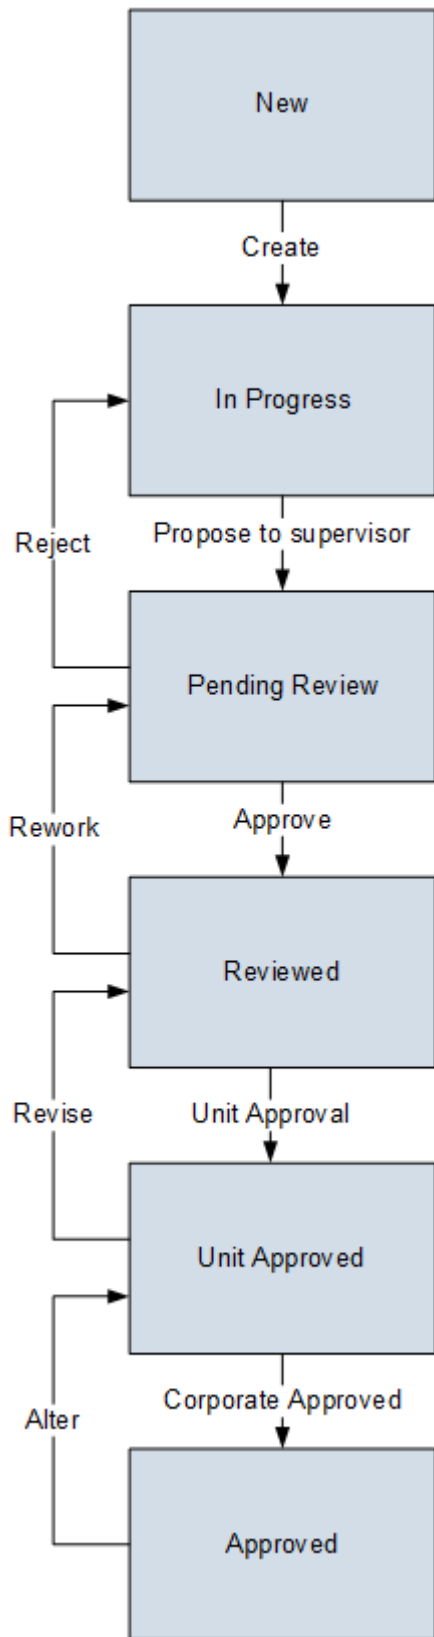 New
Create
In Progress
Propose to supervisor
Reject
Pending Review
Approve
Rework
Reviewed
Unit Approval
Revise
Unit Approved
Corporate Approved
Alter
Approved